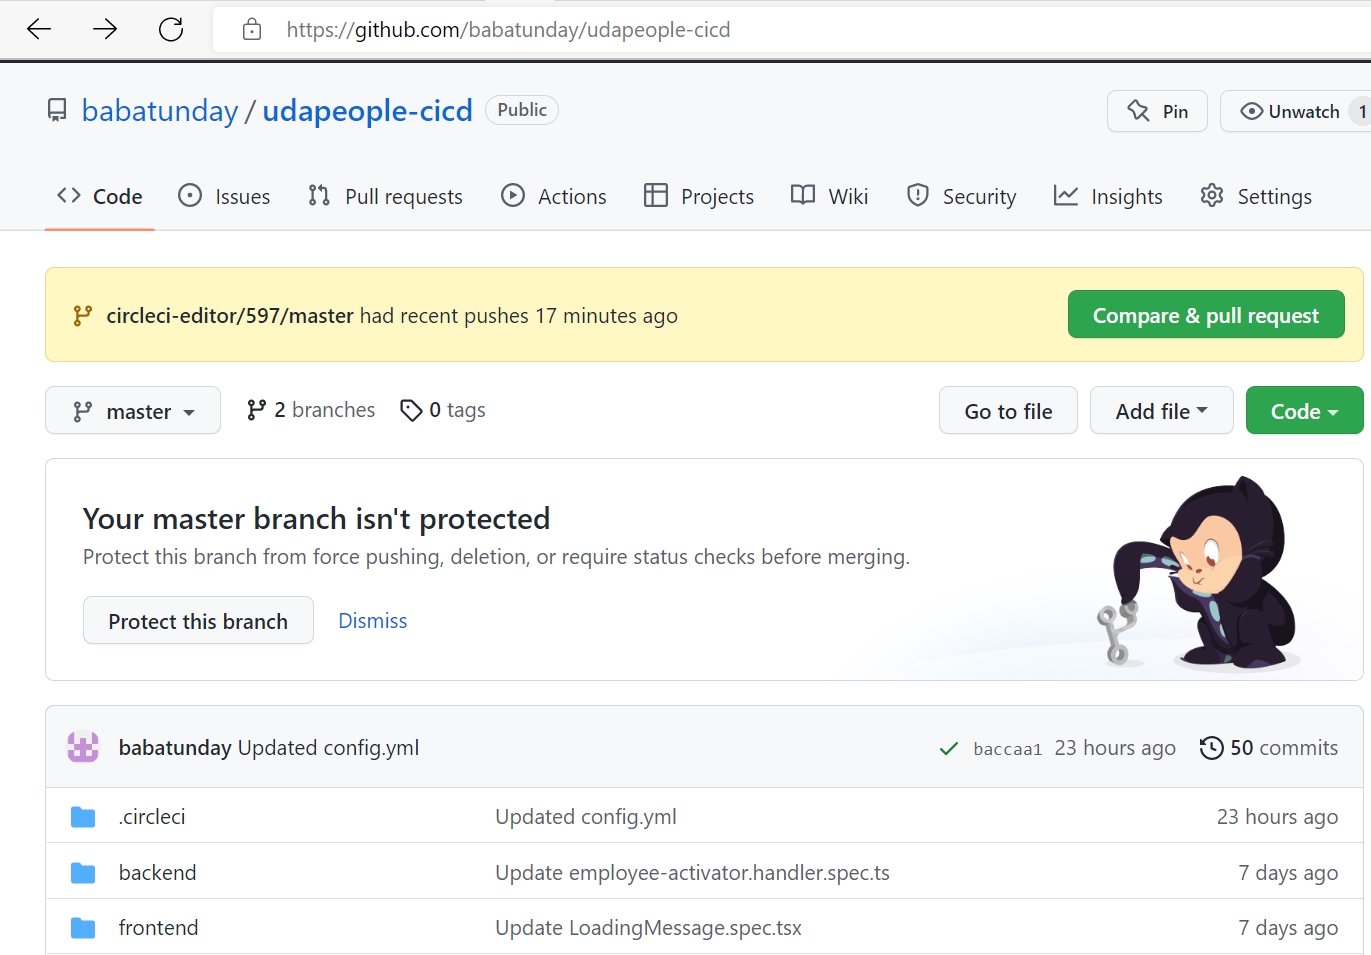 https://github.com/babatunday/udapeople-cicd
babatunday / udapeople-cicd Public
Pin
Unwatch 1
Code Issues Pull requests Actions Projects Wiki Security Insights Settings
circleci-editor/597/master had recent pushes 17 minutes ago
Compare & pull request
master 2 branches 0 tags
Go to file Add file Code
Your master branch isn't protected
Protect this branch from force pushing, deletion, or require status checks before merging.
Protect this branch Dismiss
babatunday Updated config.yml baccaa1 23 hours ago 50 commits
.circleci Updated config.yml 23 hours ago
backend Update employee-activator.handler.spec.ts 7 days ago
frontend Update LoadingMessage.spec.tsx 7 days ago